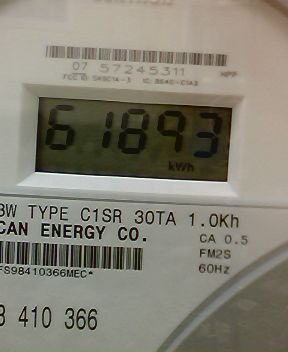 07 57245311
HPP
61893
kWh
3W TYPE C1SR 30TA 1.0Kh
CAN ENERGY CO.
CA 0.5
FM2S
60Hz
FS98410366MEC*
410 366